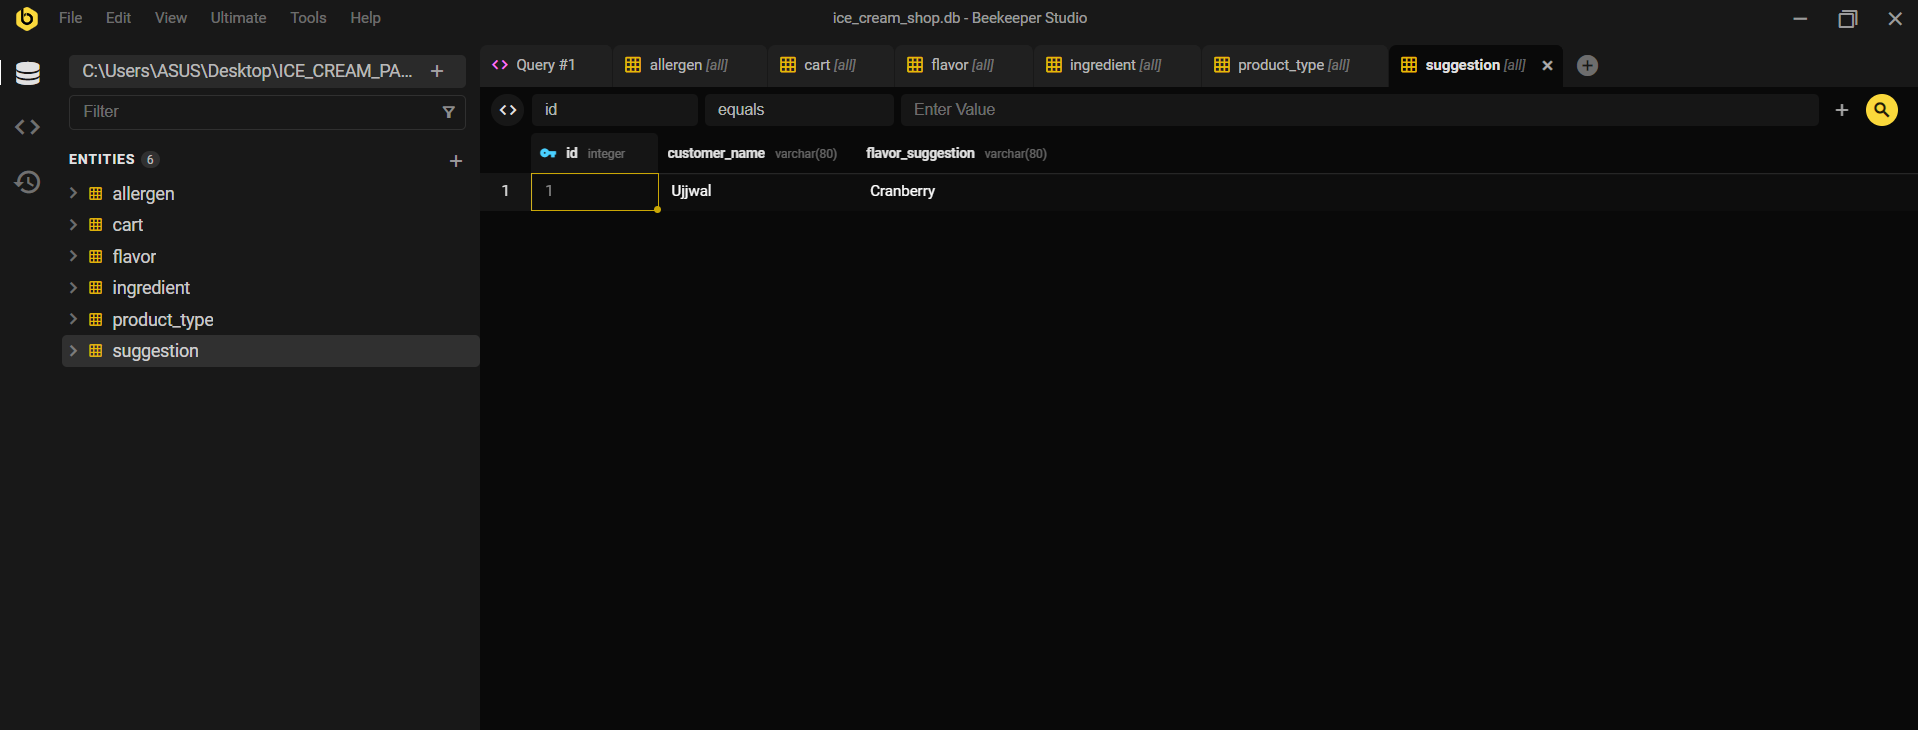 File Edit View Ultimate Tools Help
ice_cream_shop.db - Beekeeper Studio
C:\Users\ASUS\Desktop\ICE_CREAM_PA...
Filter
ENTITIES 6
allergen
cart
flavor
ingredient
product_type
suggestion
Query #1 allergen [all] cart [all] flavor [all] ingredient [all] product_type [all] suggestion [all]
id equals Enter Value
id integer customer_name varchar(80) flavor_suggestion varchar(80)
1 1 Ujjwal Cranberry